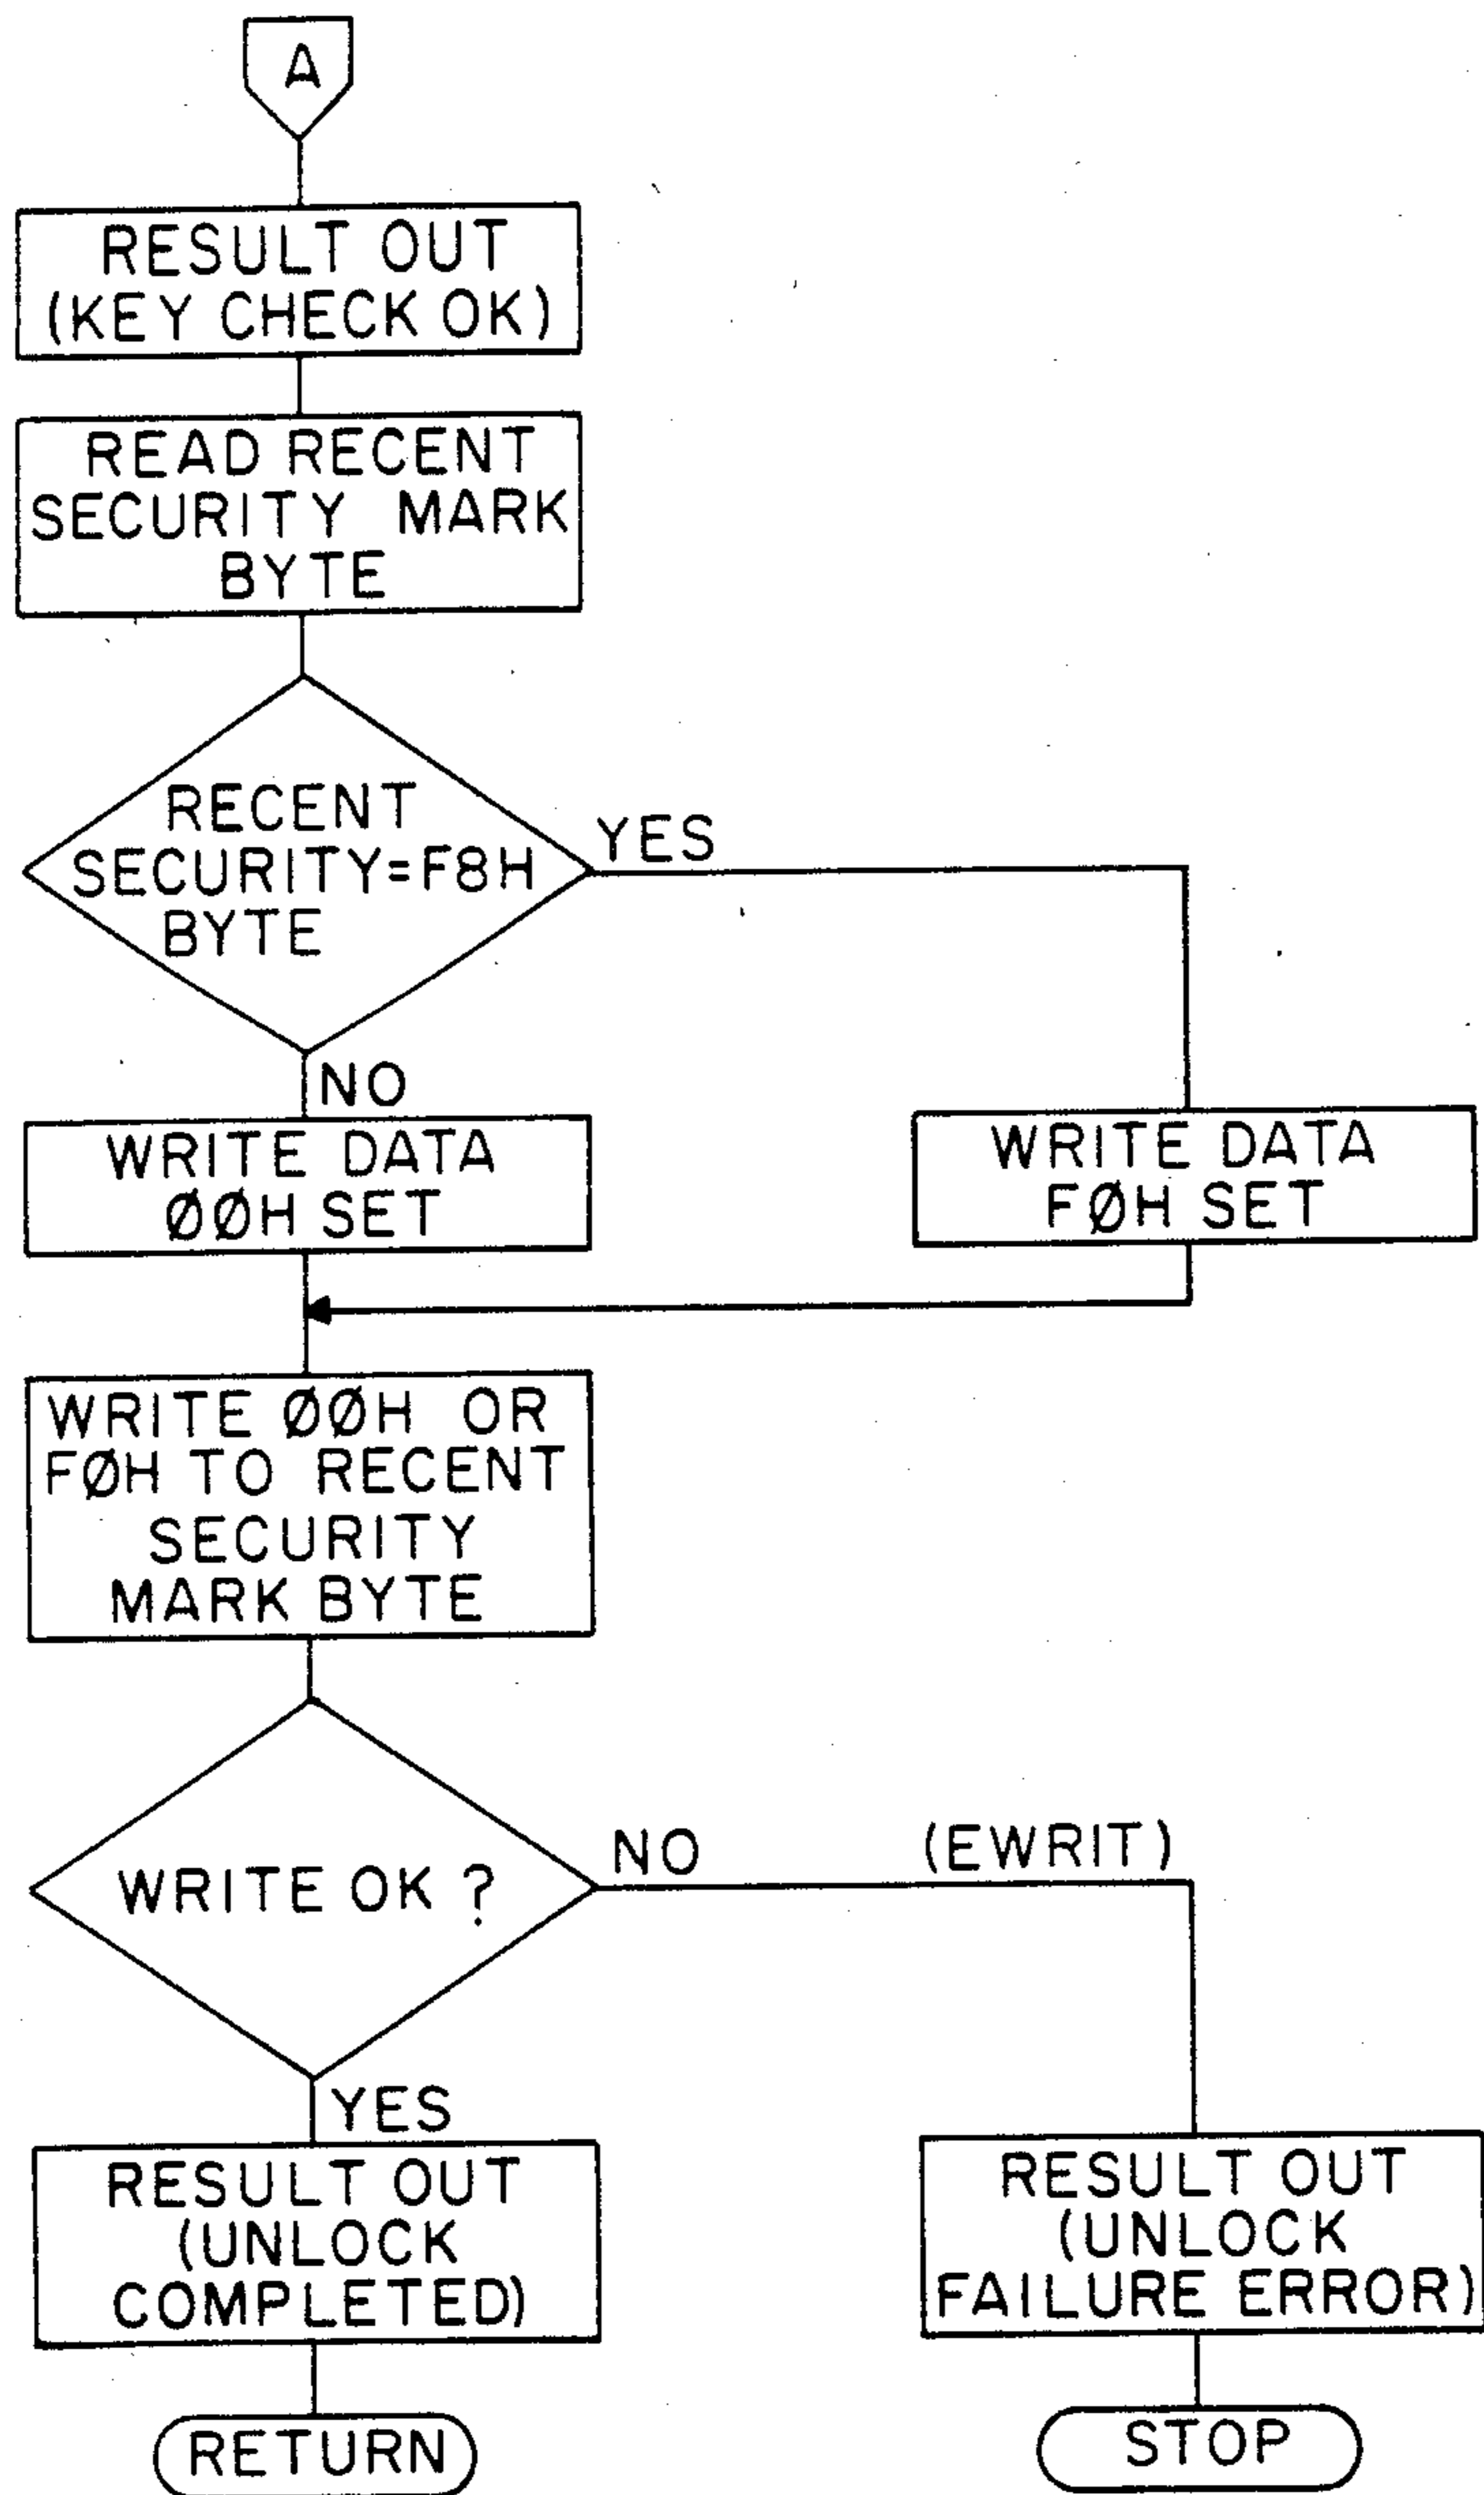 A
RESULT OUT
(KEY CHECK OK)
READ RECENT
SECURITY MARK
BYTE
RECENT
SECURITY=F8H
BYTE
YES
NO
WRITE DATA
ØØH SET
WRITE DATA
FØH SET
WRITE ØØH OR
FØH TO RECENT
SECURITY
MARK BYTE
WRITE OK ?
NO
(EWRIT)
YES
RESULT OUT
(UNLOCK
COMPLETED)
RESULT OUT
(UNLOCK
FAILURE ERROR)
RETURN
STOP